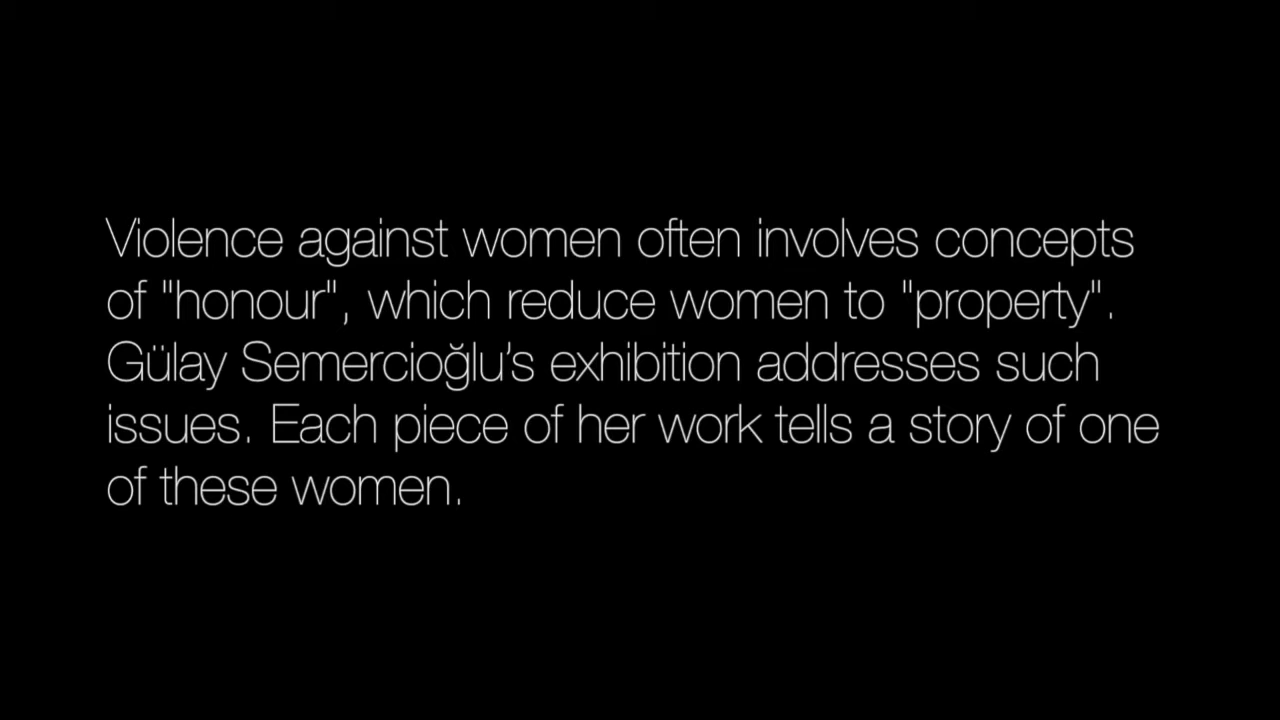 Violence against women often involves concepts
of "honour", which reduce women to "property".
Gülay Semercioğlu's exhibition addresses such
issues. Each piece of her work tells a story of one
of these women.